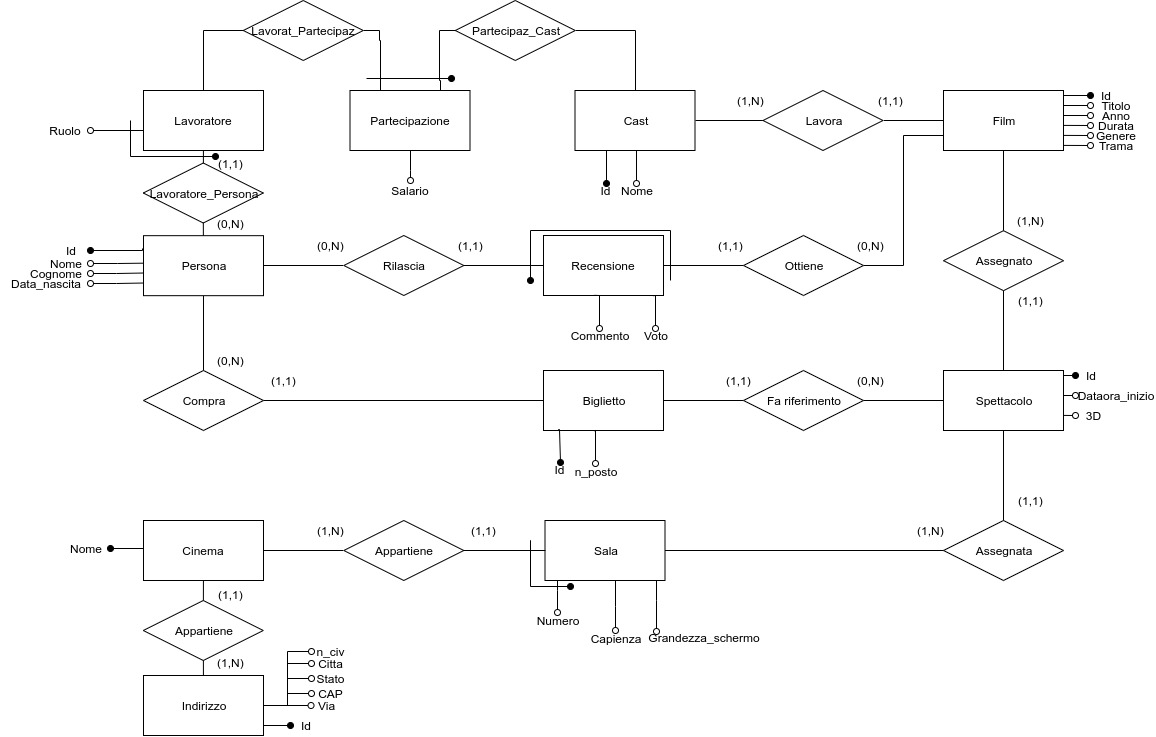 Lavorat_Partecipaz
Partecipaz_Cast
Lavoratore
Partecipazione
Cast
Lavora
Film
(1,N)
(1,1)
Id
Titolo
Anno
Durata
Genere
Trama
Ruolo
(1,1)
Salario
Id
Nome
Lavoratore_Persona
(0,N)
(1,N)
Id
Nome
Cognome
Data_nascita
Persona
(0,N)
Rilascia
(1,1)
Recensione
(1,1)
Ottiene
(0,N)
Assegnato
(1,1)
Commento
Voto
(0,N)
Compra
(1,1)
Biglietto
(1,1)
Fa riferimento
(0,N)
Spettacolo
Id
Dataora_inizio
3D
Id
n_posto
(1,1)
Nome
Cinema
(1,N)
Appartiene
(1,1)
Sala
(1,N)
Assegnata
(1,1)
Numero
Capienza
Grandezza_schermo
Appartiene
(1,N)
n_civ
Citta
Stato
CAP
Via
Indirizzo
Id